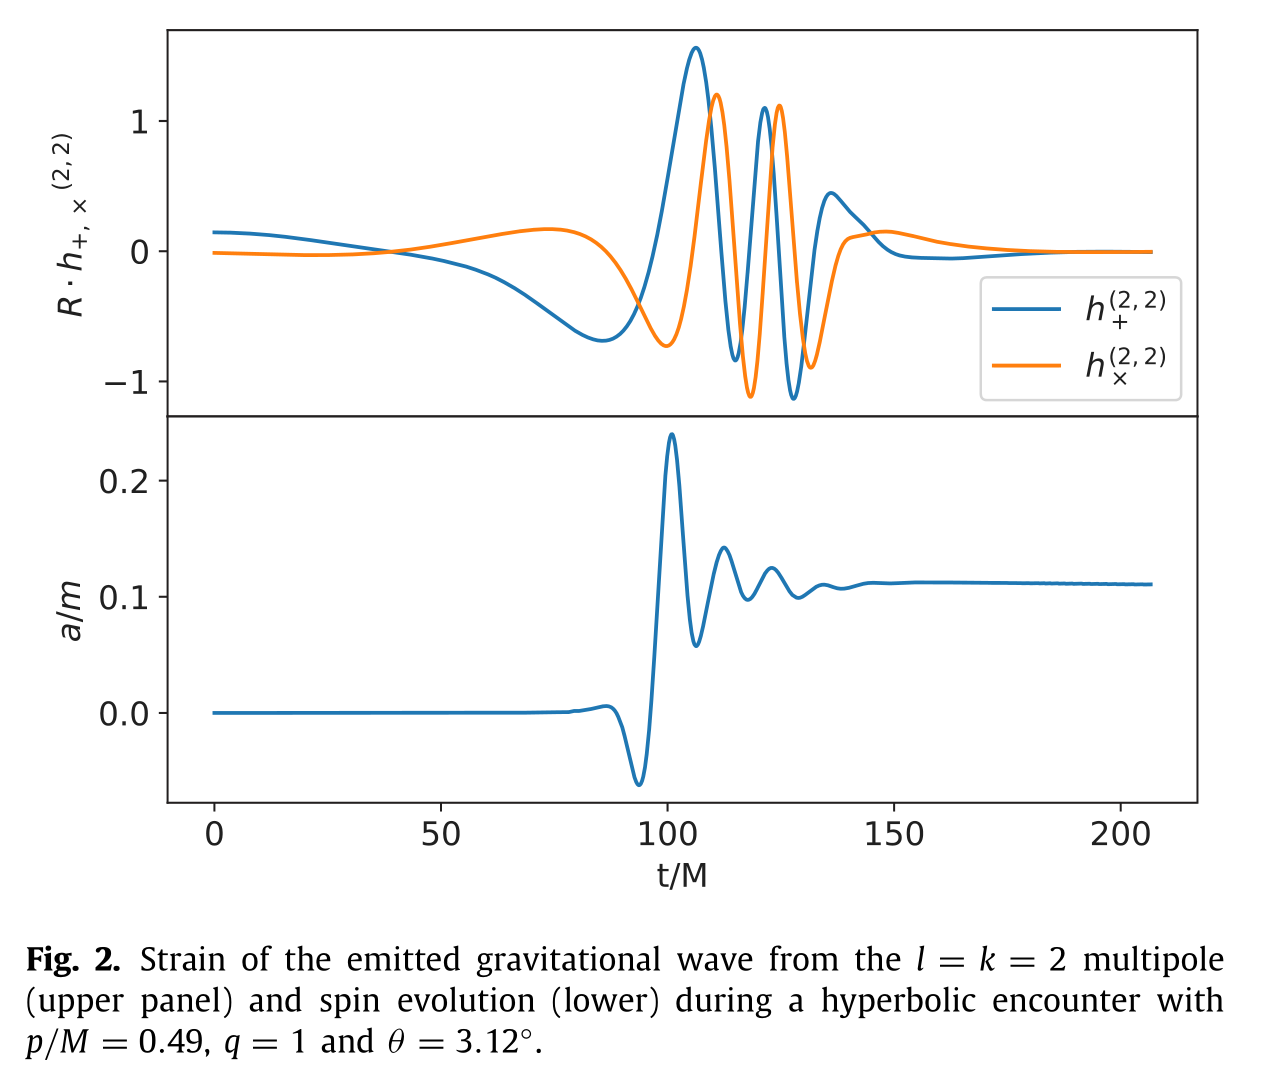 1
0
−1
R · h+, × (2, 2)
h+(2, 2)
h×(2, 2)
0.2
0.1
0.0
a/m
0 50 100 150 200
t/M
Fig. 2. Strain of the emitted gravitational wave from the l = k = 2 multipole
(upper panel) and spin evolution (lower) during a hyperbolic encounter with
p/M = 0.49, q = 1 and θ = 3.12°.